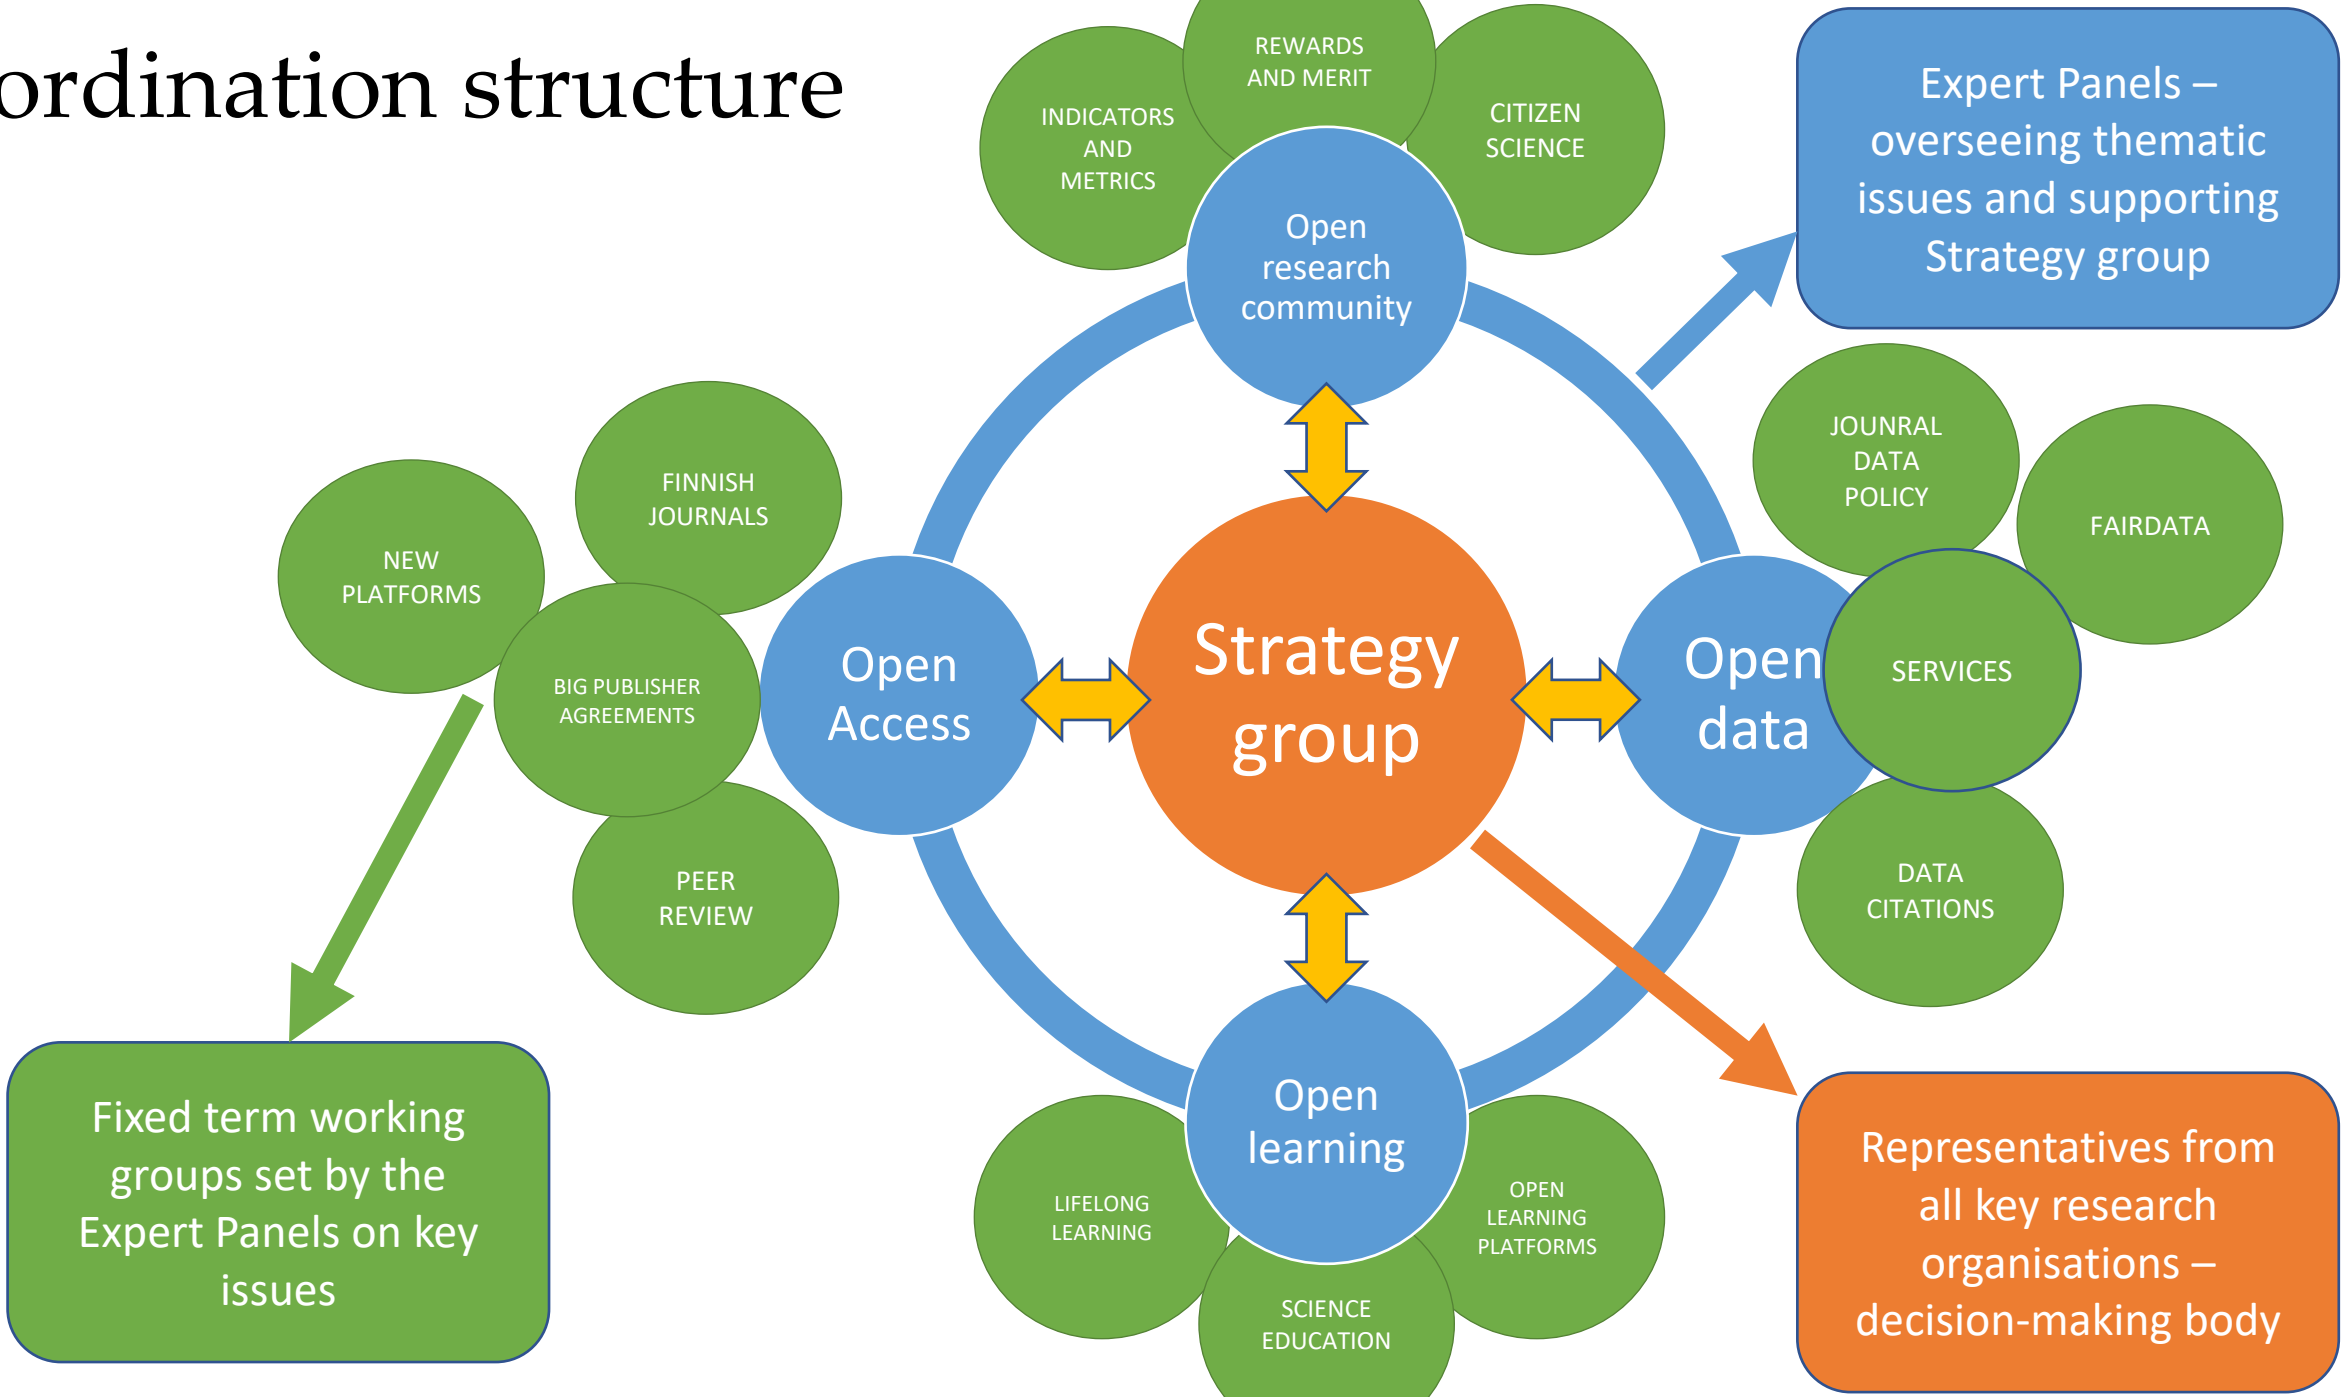 ordination structure
REWARDS
AND MERIT
INDICATORS
AND
METRICS
CITIZEN
SCIENCE
Open
research
community
Expert Panels –
overseeing thematic
issues and supporting
Strategy group
FINNISH
JOURNALS
NEW
PLATFORMS
BIG PUBLISHER
AGREEMENTS
PEER
REVIEW
Open
Access
Strategy
group
Open
data
JOUNRAL
DATA
POLICY
FAIRDATA
SERVICES
DATA
CITATIONS
Open
learning
LIFELONG
LEARNING
SCIENCE
EDUCATION
OPEN
LEARNING
PLATFORMS
Fixed term working
groups set by the
Expert Panels on key
issues
Representatives from
all key research
organisations –
decision-making body